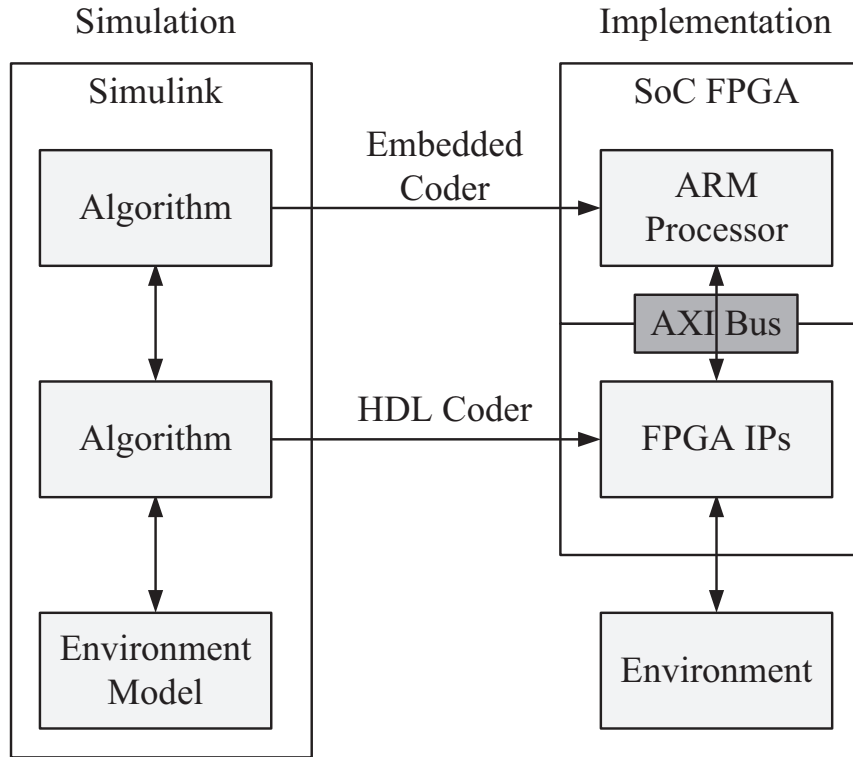 Simulation
Implementation
Simulink
SoC FPGA
Algorithm
Embedded
Coder
ARM
Processor
AXI Bus
Algorithm
HDL Coder
FPGA IPs
Environment
Model
Environment